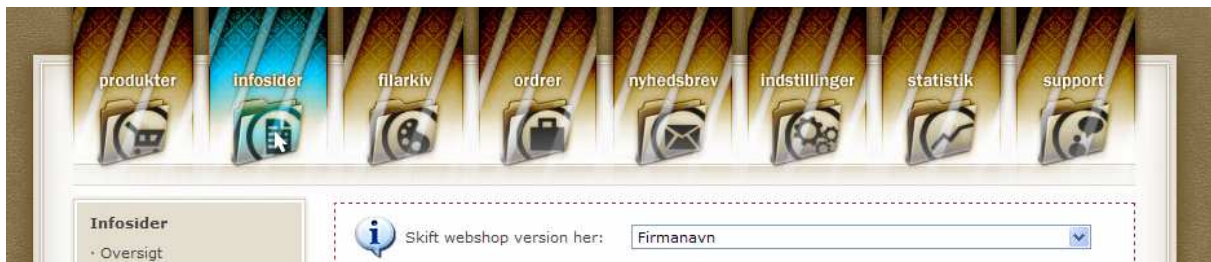 produkter infosider filarkiv ordrer nyhedsbrev indstillinger statistik support
Infosider
· Oversigt
Skift webshop version her: Firmanavn